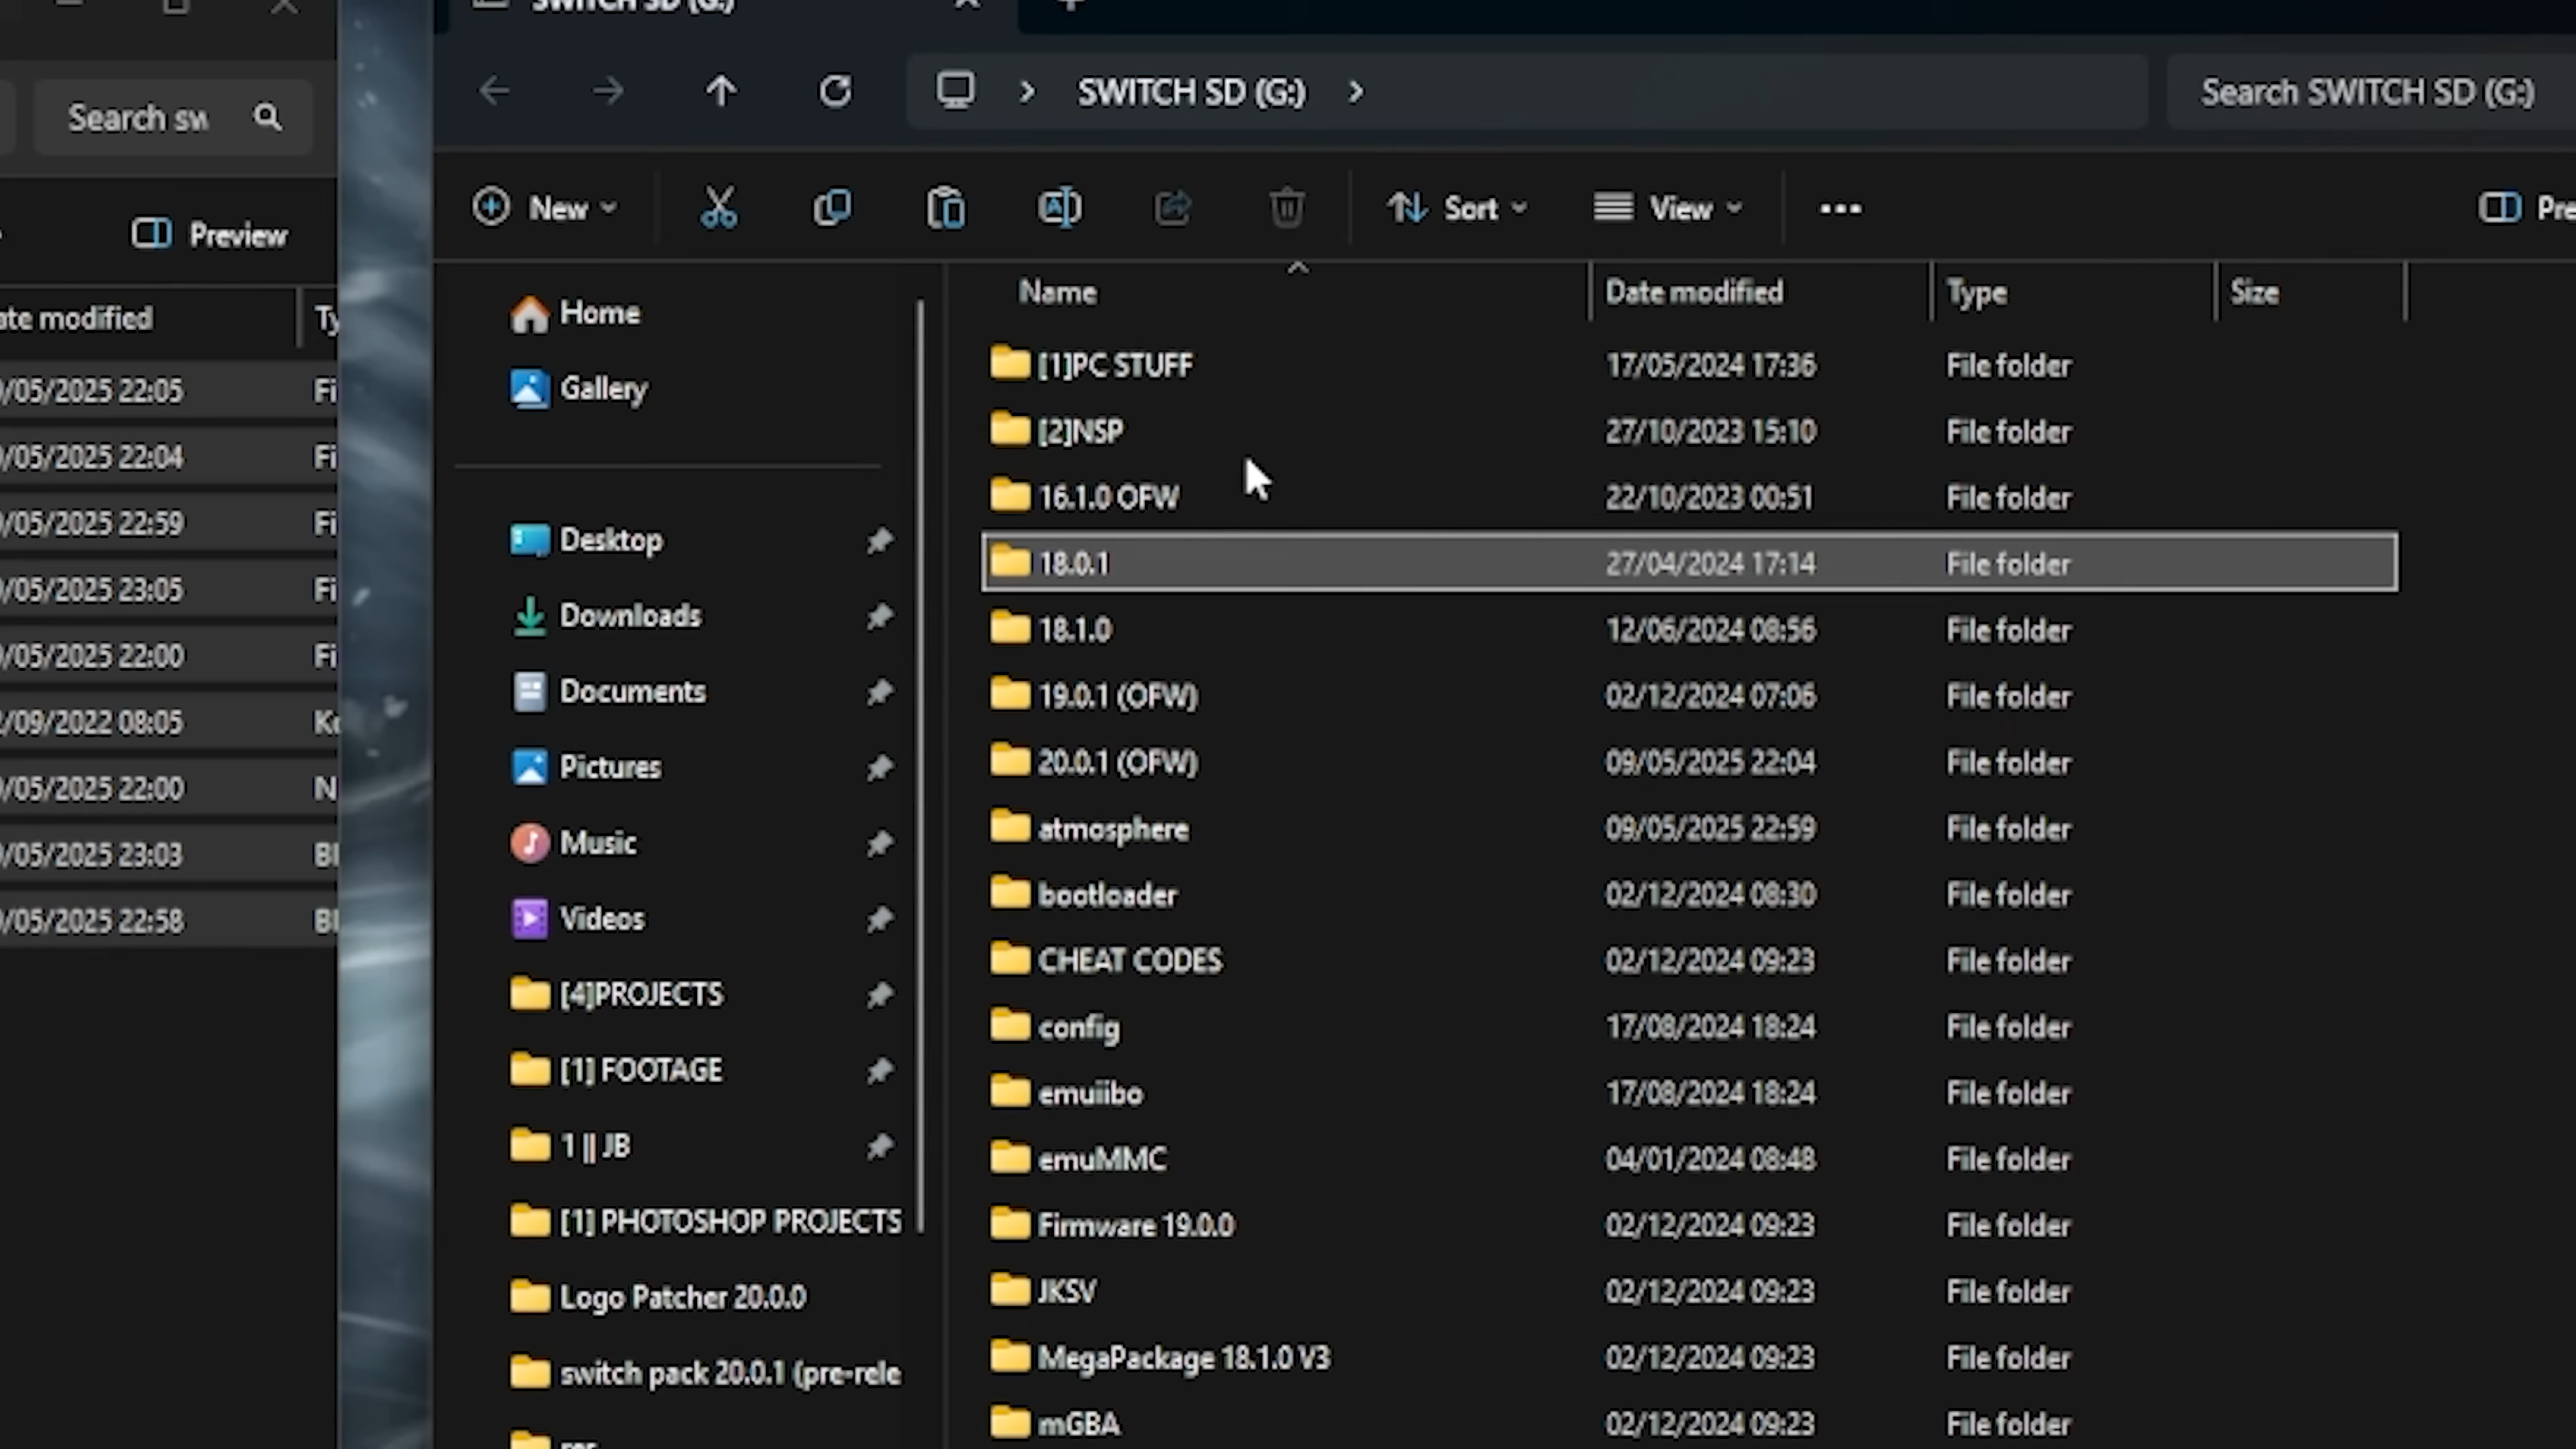 SWITCH SD (G:)
Search sw
SWITCH SD (G:)
Search SWITCH SD (G:)
Preview
New
Sort
View
Pre
ate modified
Ty
Name
Date modified
Type
Size
/05/2025 22:05
Fi
/05/2025 22:04
Fi
/05/2025 22:59
Fi
/05/2025 23:05
Fi
/05/2025 22:00
Fi
/09/2022 08:05
/05/2025 22:00
N
/05/2025 23:03
/05/2025 22:58
Home
Gallery
Desktop
Downloads
Documents
Pictures
Music
Videos
[4]PROJECTS
[1] FOOTAGE
1 || JB
[1] PHOTOSHOP PROJECTS
Logo Patcher 20.0.0
switch pack 20.0.1 (pre-rele
[1]PC STUFF 17/05/2024 17:36 File folder
[2]NSP 27/10/2023 15:10 File folder
16.1.0 OFW 22/10/2023 00:51 File folder
18.0.1 27/04/2024 17:14 File folder
18.1.0 12/06/2024 08:56 File folder
19.0.1 (OFW) 02/12/2024 07:06 File folder
20.0.1 (OFW) 09/05/2025 22:04 File folder
atmosphere 09/05/2025 22:59 File folder
bootloader 02/12/2024 08:30 File folder
CHEAT CODES 02/12/2024 09:23 File folder
config 17/08/2024 18:24 File folder
emuiibo 17/08/2024 18:24 File folder
emuMMC 04/01/2024 08:48 File folder
Firmware 19.0.0 02/12/2024 09:23 File folder
JKSV 02/12/2024 09:23 File folder
MegaPackage 18.1.0 V3 02/12/2024 09:23 File folder
mGBA 02/12/2024 09:23 File folder